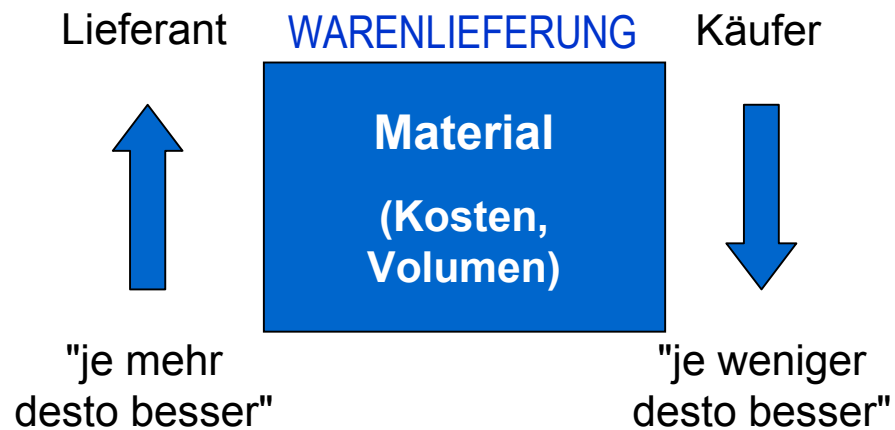 Lieferant
WARENLIEFERUNG
Käufer
Material
(Kosten,
Volumen)
"je mehr
desto besser"
"je weniger
desto besser"